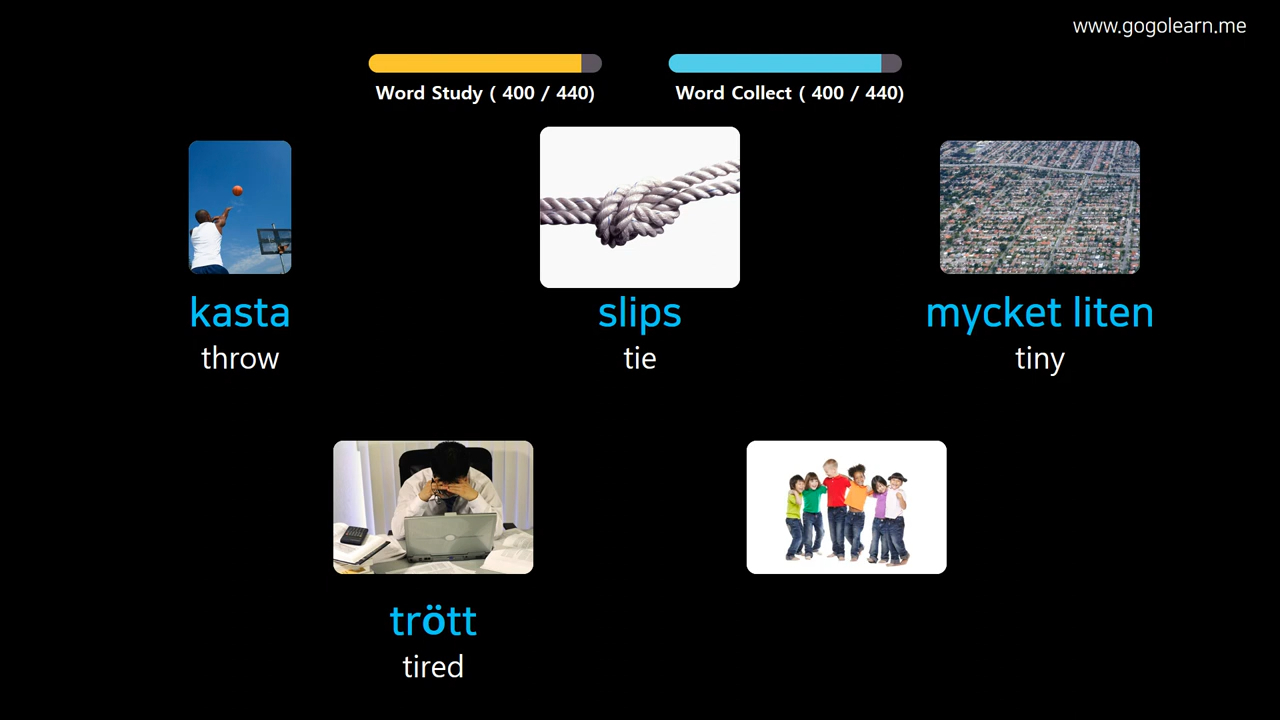 www.gogolearn.me
Word Study ( 400 / 440)
Word Collect ( 400 / 440)
kasta
throw
slips
tie
mycket liten
tiny
trött
tired